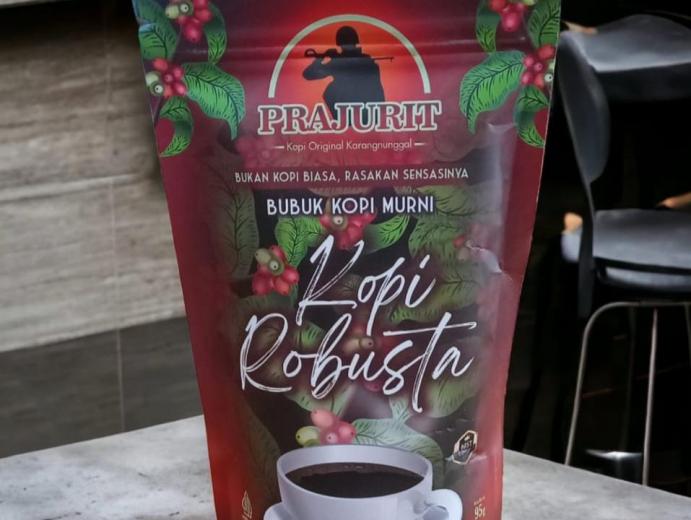 PRAJURIT
Kopi Original Karangnunggal
BUKAN KOPI BIASA, RASAKAN SENSASINYA
BUBUK KOPI MURNI
Kopi
Robusta